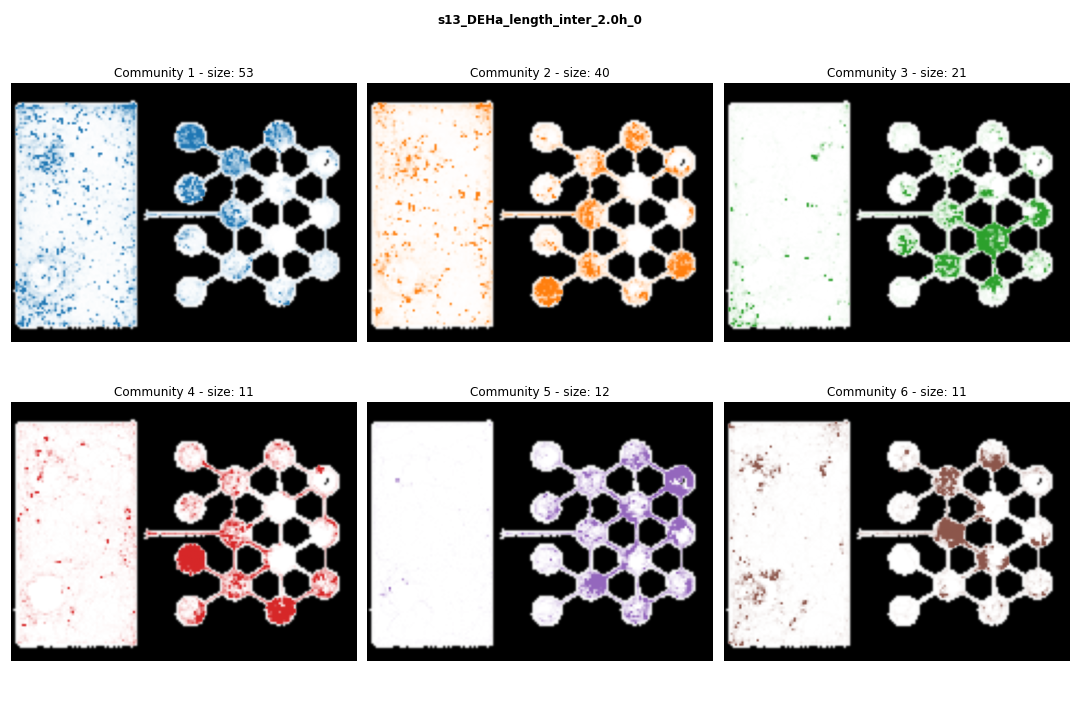 s13_DEHa_length_inter_2.0h_0
Community 1 - size: 53
Community 2 - size: 40
Community 3 - size: 21
Community 4 - size: 11
Community 5 - size: 12
Community 6 - size: 11